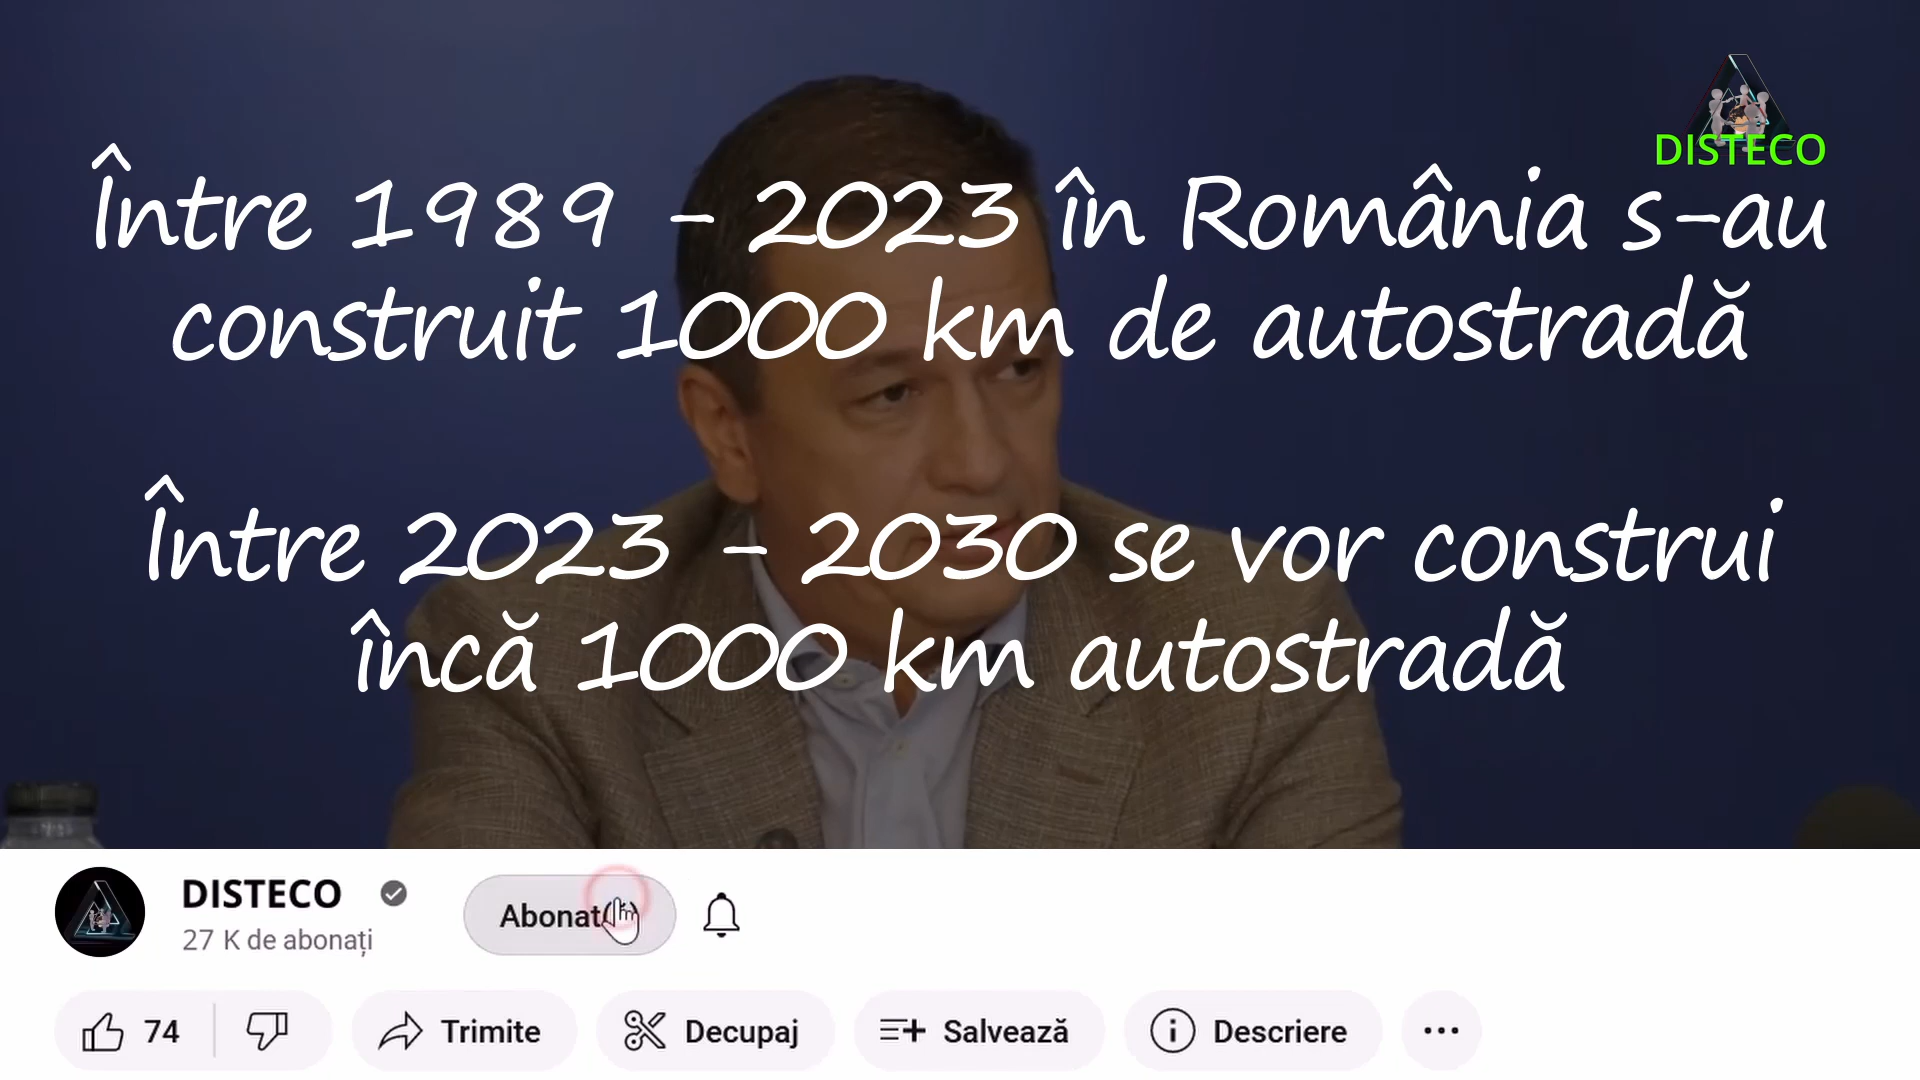 DISTECO
Între 1989 - 2023 în România s-au
construit 1000 km de autostradă
Între 2023 - 2030 se vor construi
încă 1000 km autostradă
DISTECO
27 K de abonați
Abonat(ă)
74
Trimite
Decupaj
Salvează
Descriere